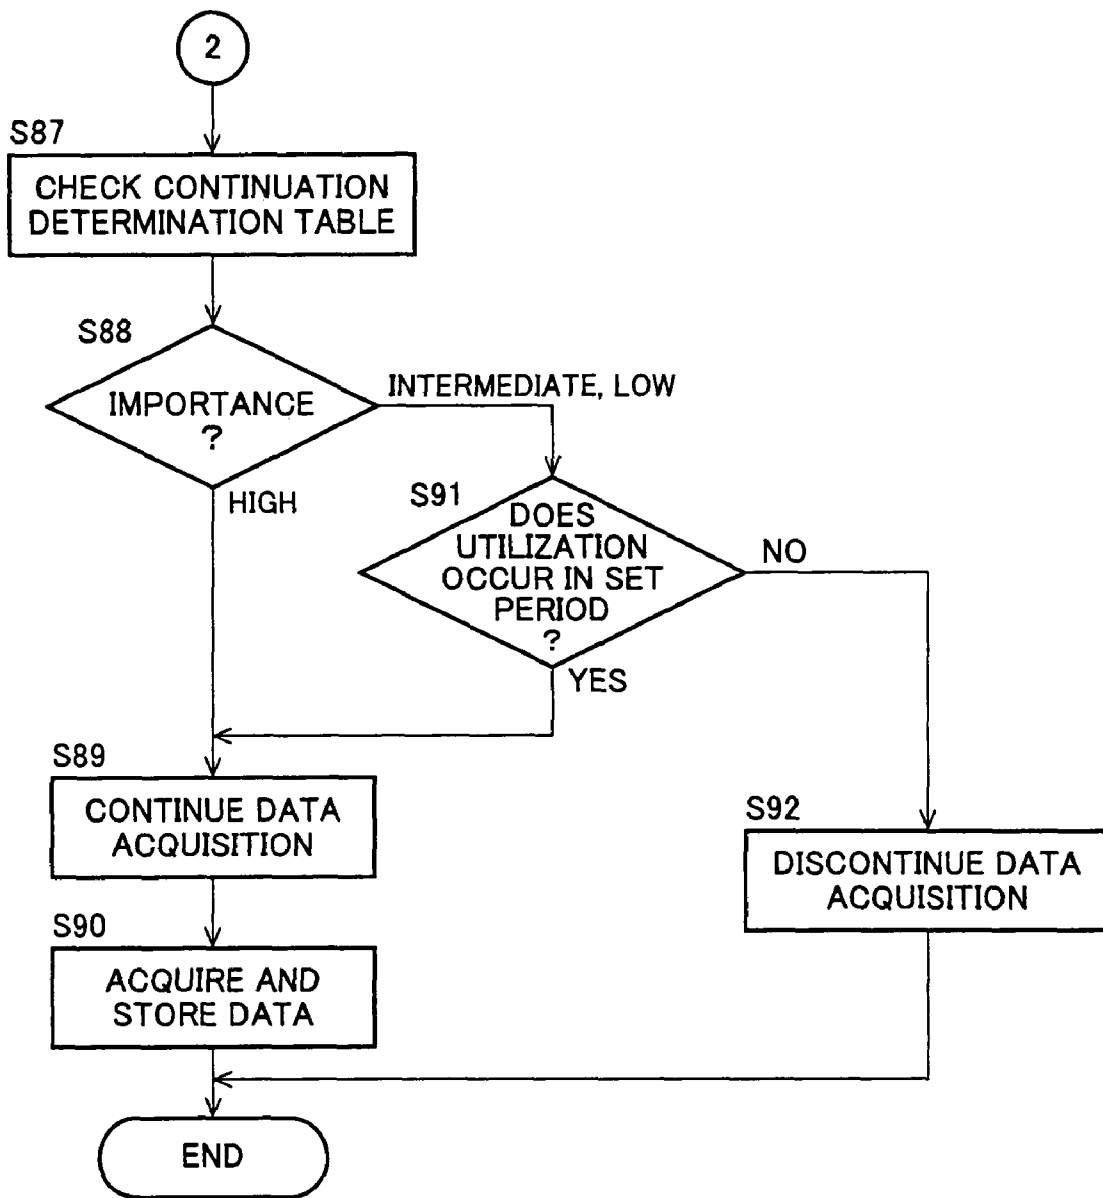 2
S87
CHECK CONTINUATION
DETERMINATION TABLE
S88
IMPORTANCE
?
INTERMEDIATE, LOW
HIGH
S91
DOES
UTILIZATION
OCCUR IN SET
PERIOD
?
NO
YES
S89
CONTINUE DATA
ACQUISITION
S92
DISCONTINUE DATA
ACQUISITION
S90
ACQUIRE AND
STORE DATA
END